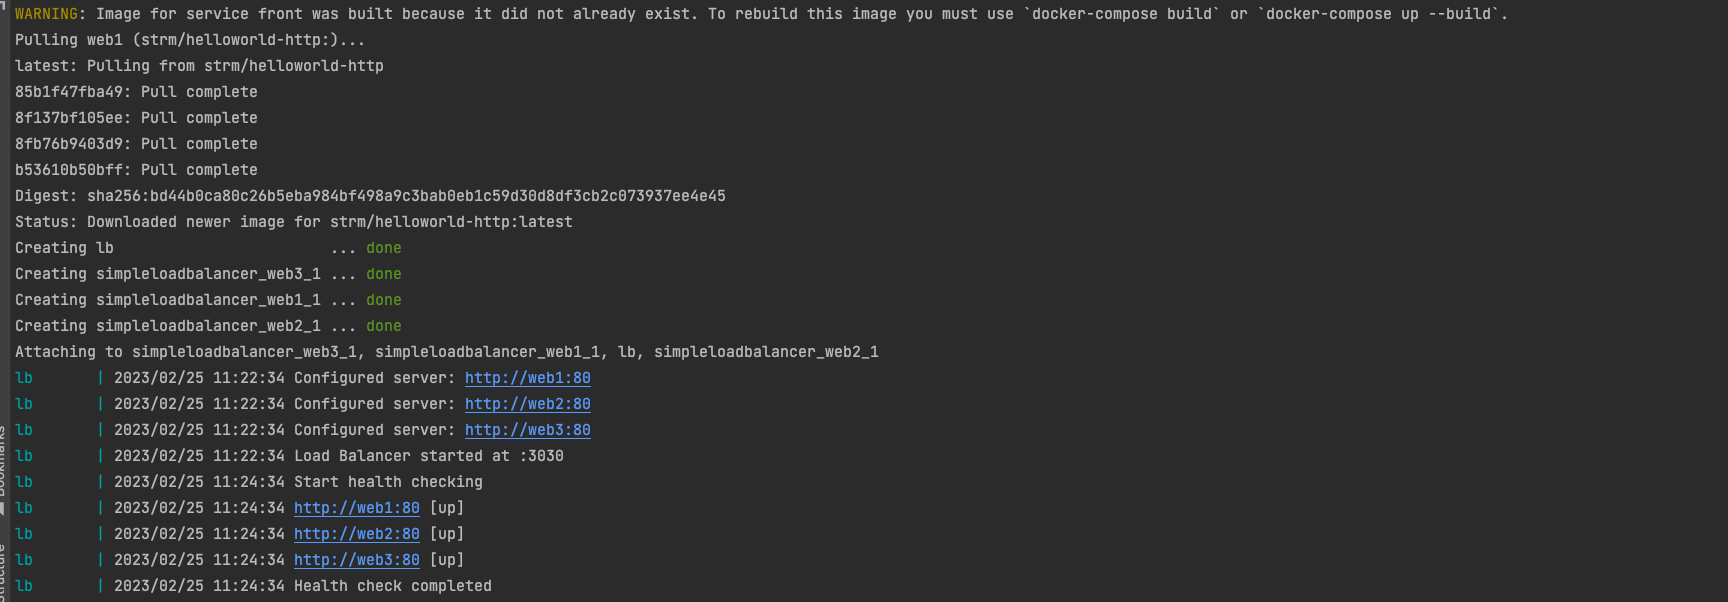 WARNING: Image for service front was built because it did not already exist. To rebuild this image you must use `docker-compose build` or `docker-compose up --build`.
Pulling web1 (strm/helloworld-http:)...
latest: Pulling from strm/helloworld-http
85b1f47fba49: Pull complete
8f137bf105ee: Pull complete
8fb76b9403d9: Pull complete
b53610b50bff: Pull complete
Digest: sha256:bd44b0ca80c26b5eba984bf498a9c3bab0eb1c59d30d8df3cb2c073937ee4e45
Status: Downloaded newer image for strm/helloworld-http:latest
Creating lb                        ... done
Creating simpleloadbalancer_web3_1 ... done
Creating simpleloadbalancer_web1_1 ... done
Creating simpleloadbalancer_web2_1 ... done
Attaching to simpleloadbalancer_web3_1, simpleloadbalancer_web1_1, lb, simpleloadbalancer_web2_1
lb       | 2023/02/25 11:22:34 Configured server: http://web1:80
lb       | 2023/02/25 11:22:34 Configured server: http://web2:80
lb       | 2023/02/25 11:22:34 Configured server: http://web3:80
lb       | 2023/02/25 11:22:34 Load Balancer started at :3030
lb       | 2023/02/25 11:24:34 Start health checking
lb       | 2023/02/25 11:24:34 http://web1:80 [up]
lb       | 2023/02/25 11:24:34 http://web2:80 [up]
lb       | 2023/02/25 11:24:34 http://web3:80 [up]
lb       | 2023/02/25 11:24:34 Health check completed